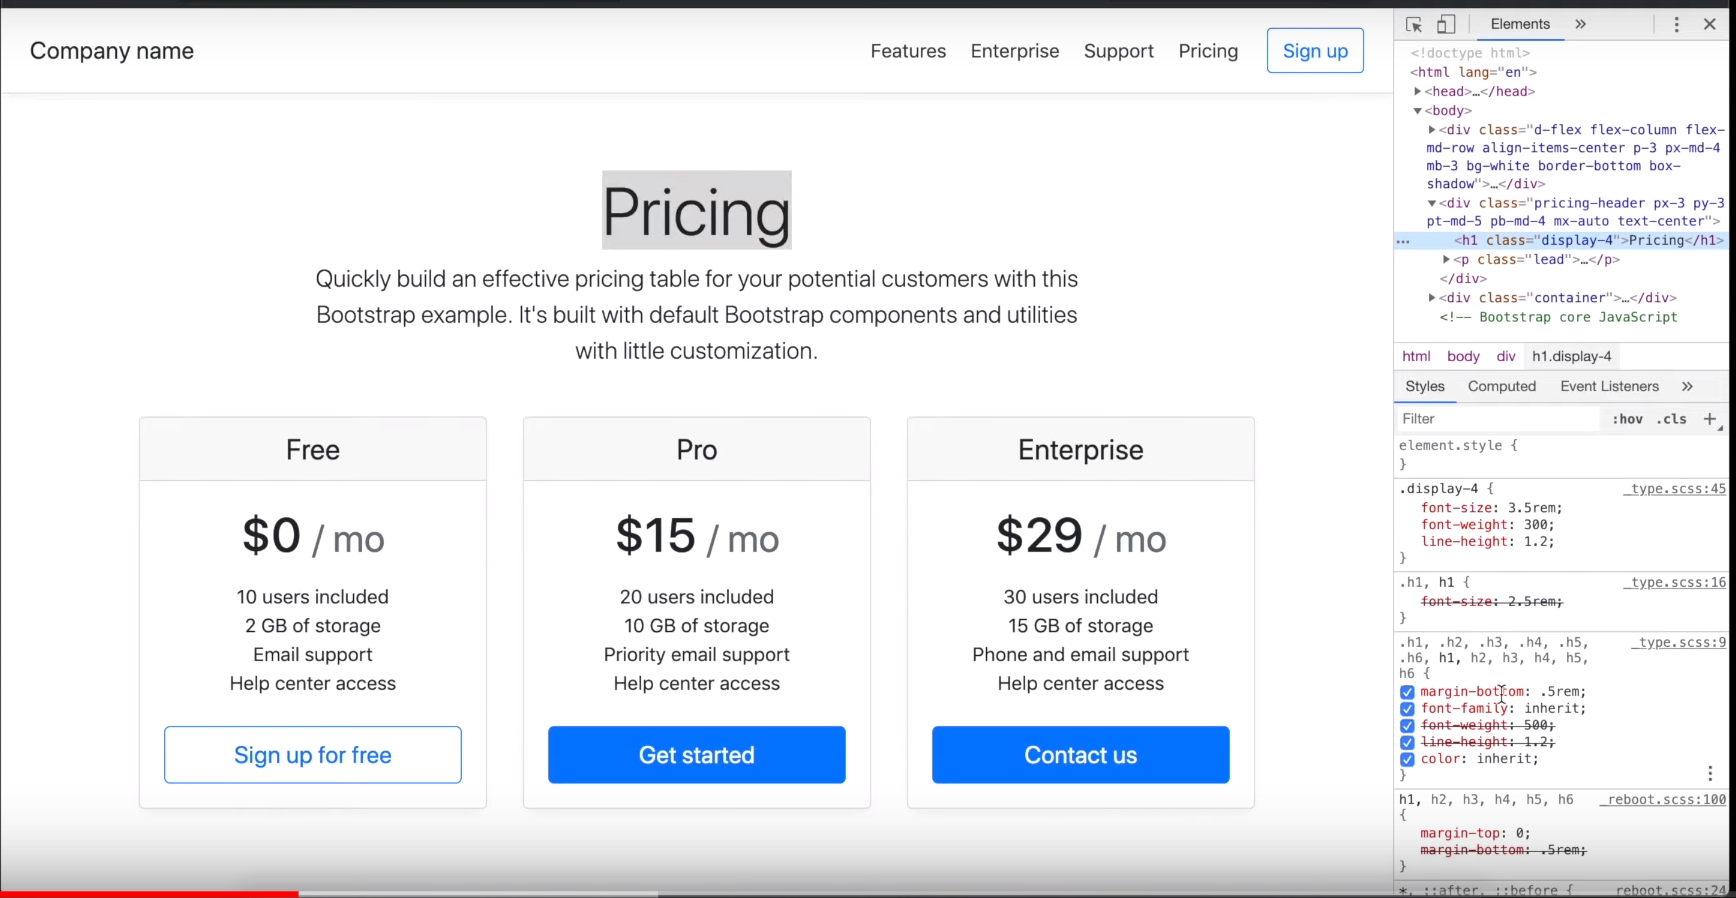 Company name
Features Enterprise Support Pricing Sign up
Pricing
Quickly build an effective pricing table for your potential customers with this
Bootstrap example. It's built with default Bootstrap components and utilities
with little customization.
Free
$0 / mo
10 users included
2 GB of storage
Email support
Help center access
Sign up for free
Pro
$15 / mo
20 users included
10 GB of storage
Priority email support
Help center access
Get started
Enterprise
$29 / mo
30 users included
15 GB of storage
Phone and email support
Help center access
Contact us
Elements »
<!doctype html>
<html lang="en">
<head>…</head>
<body>
<div class="d-flex flex-column flex-
md-row align-items-center p-3 px-md-4
mb-3 bg-white border-bottom box-
shadow">…</div>
<div class="pricing-header px-3 py-3
pt-md-5 pb-md-4 mx-auto text-center">
<h1 class="display-4">Pricing</h1>
<p class="lead">…</p>
</div>
<div class="container">…</div>
<!-- Bootstrap core JavaScript
html body div h1.display-4
Styles Computed Event Listeners »
Filter :hov .cls +
element.style {
}
.display-4 { _type.scss:45
font-size: 3.5rem;
font-weight: 300;
line-height: 1.2;
}
.h1, h1 { _type.scss:16
font-size: 2.5rem;
}
.h1, .h2, .h3, .h4, .h5, _type.scss:9
.h6, h1, h2, h3, h4, h5,
h6 {
margin-bottom: .5rem;
font-family: inherit;
font-weight: 500;
line-height: 1.2;
color: inherit;
}
h1, h2, h3, h4, h5, h6 _reboot.scss:100
{
margin-top: 0;
margin-bottom: .5rem;
}
*, ::after, ::before { reboot.scss:24